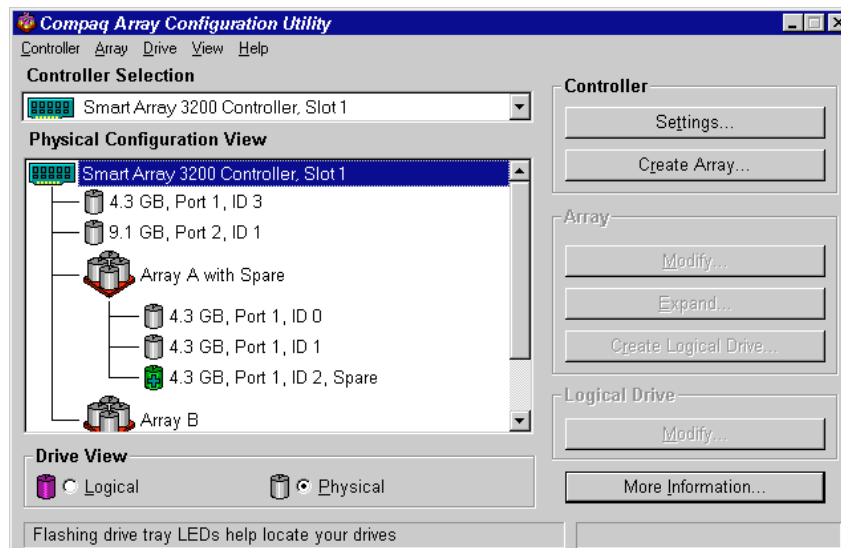 Compaq Array Configuration Utility
Controller Array Drive View Help
Controller Selection
Smart Array 3200 Controller, Slot 1
Physical Configuration View
Smart Array 3200 Controller, Slot 1
4.3 GB, Port 1, ID 3
9.1 GB, Port 2, ID 1
Array A with Spare
4.3 GB, Port 1, ID 0
4.3 GB, Port 1, ID 1
4.3 GB, Port 1, ID 2, Spare
Array B
Drive View
Logical
Physical
Controller
Settings...
Create Array...
Array
Modify...
Expand...
Create Logical Drive...
Logical Drive
Modify...
More Information...
Flashing drive tray LEDs help locate your drives